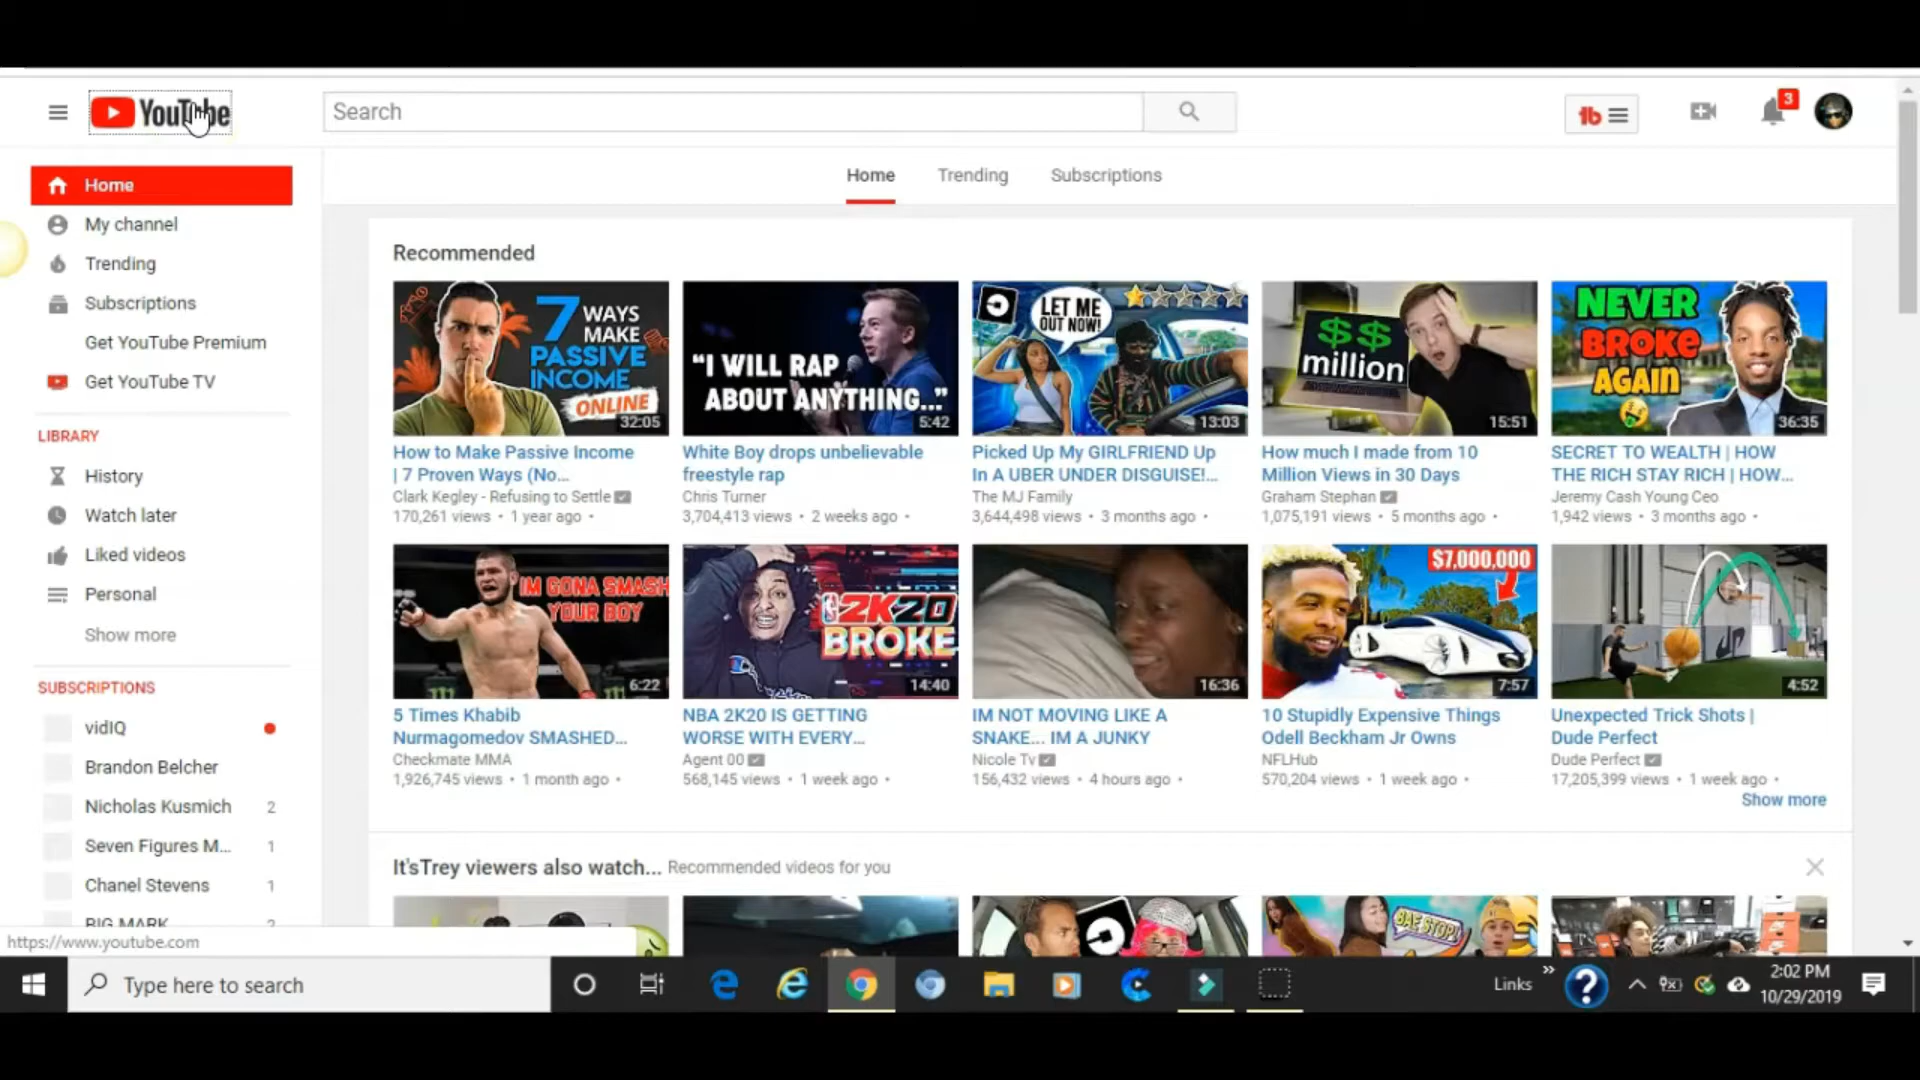 YouTube
Search
3
Home
My channel
Trending
Subscriptions
Get YouTube Premium
Get YouTube TV
LIBRARY
History
Watch later
Liked videos
Personal
Show more
SUBSCRIPTIONS
vidIQ
Brandon Belcher
Nicholas Kusmich 2
Seven Figures M... 1
Chanel Stevens 1
BIG MARK 2
https://www.youtube.com
Home Trending Subscriptions
Recommended
7 WAYS
MAKE
PASSIVE
INCOME
ONLINE
32:05
How to Make Passive Income
| 7 Proven Ways (No...
Clark Kegley - Refusing to Settle
170,261 views • 1 year ago •
"I WILL RAP
ABOUT ANYTHING..."
5:42
White Boy drops unbelievable
freestyle rap
Chris Turner
3,704,413 views • 2 weeks ago •
LET ME
OUT NOW!
13:03
Picked Up My GIRLFRIEND Up
In A UBER UNDER DISGUISE!...
The MJ Family
3,644,498 views • 3 months ago •
$$
million
15:51
How much I made from 10
Million Views in 30 Days
Graham Stephan
1,075,191 views • 5 months ago •
NEVER
BROKE
AGAIN
36:35
SECRET TO WEALTH | HOW
THE RICH STAY RICH | HOW...
Jeremy Cash Young Ceo
1,942 views • 3 months ago •
IM GONA SMASH
YOUR BOY
6:22
5 Times Khabib
Nurmagomedov SMASHED...
Checkmate MMA
1,926,745 views • 1 month ago •
2K20
BROKE
14:40
NBA 2K20 IS GETTING
WORSE WITH EVERY...
Agent 00
568,145 views • 1 week ago •
16:36
IM NOT MOVING LIKE A
SNAKE... IM A JUNKY
Nicole Tv
156,432 views • 4 hours ago •
$7,000,000
7:57
10 Stupidly Expensive Things
Odell Beckham Jr Owns
NFLHub
570,204 views • 1 week ago •
4:52
Unexpected Trick Shots |
Dude Perfect
Dude Perfect
17,205,399 views • 1 week ago •
Show more
It'sTrey viewers also watch... Recommended videos for you
BAE STOP!
Type here to search
Links
2:02 PM
10/29/2019